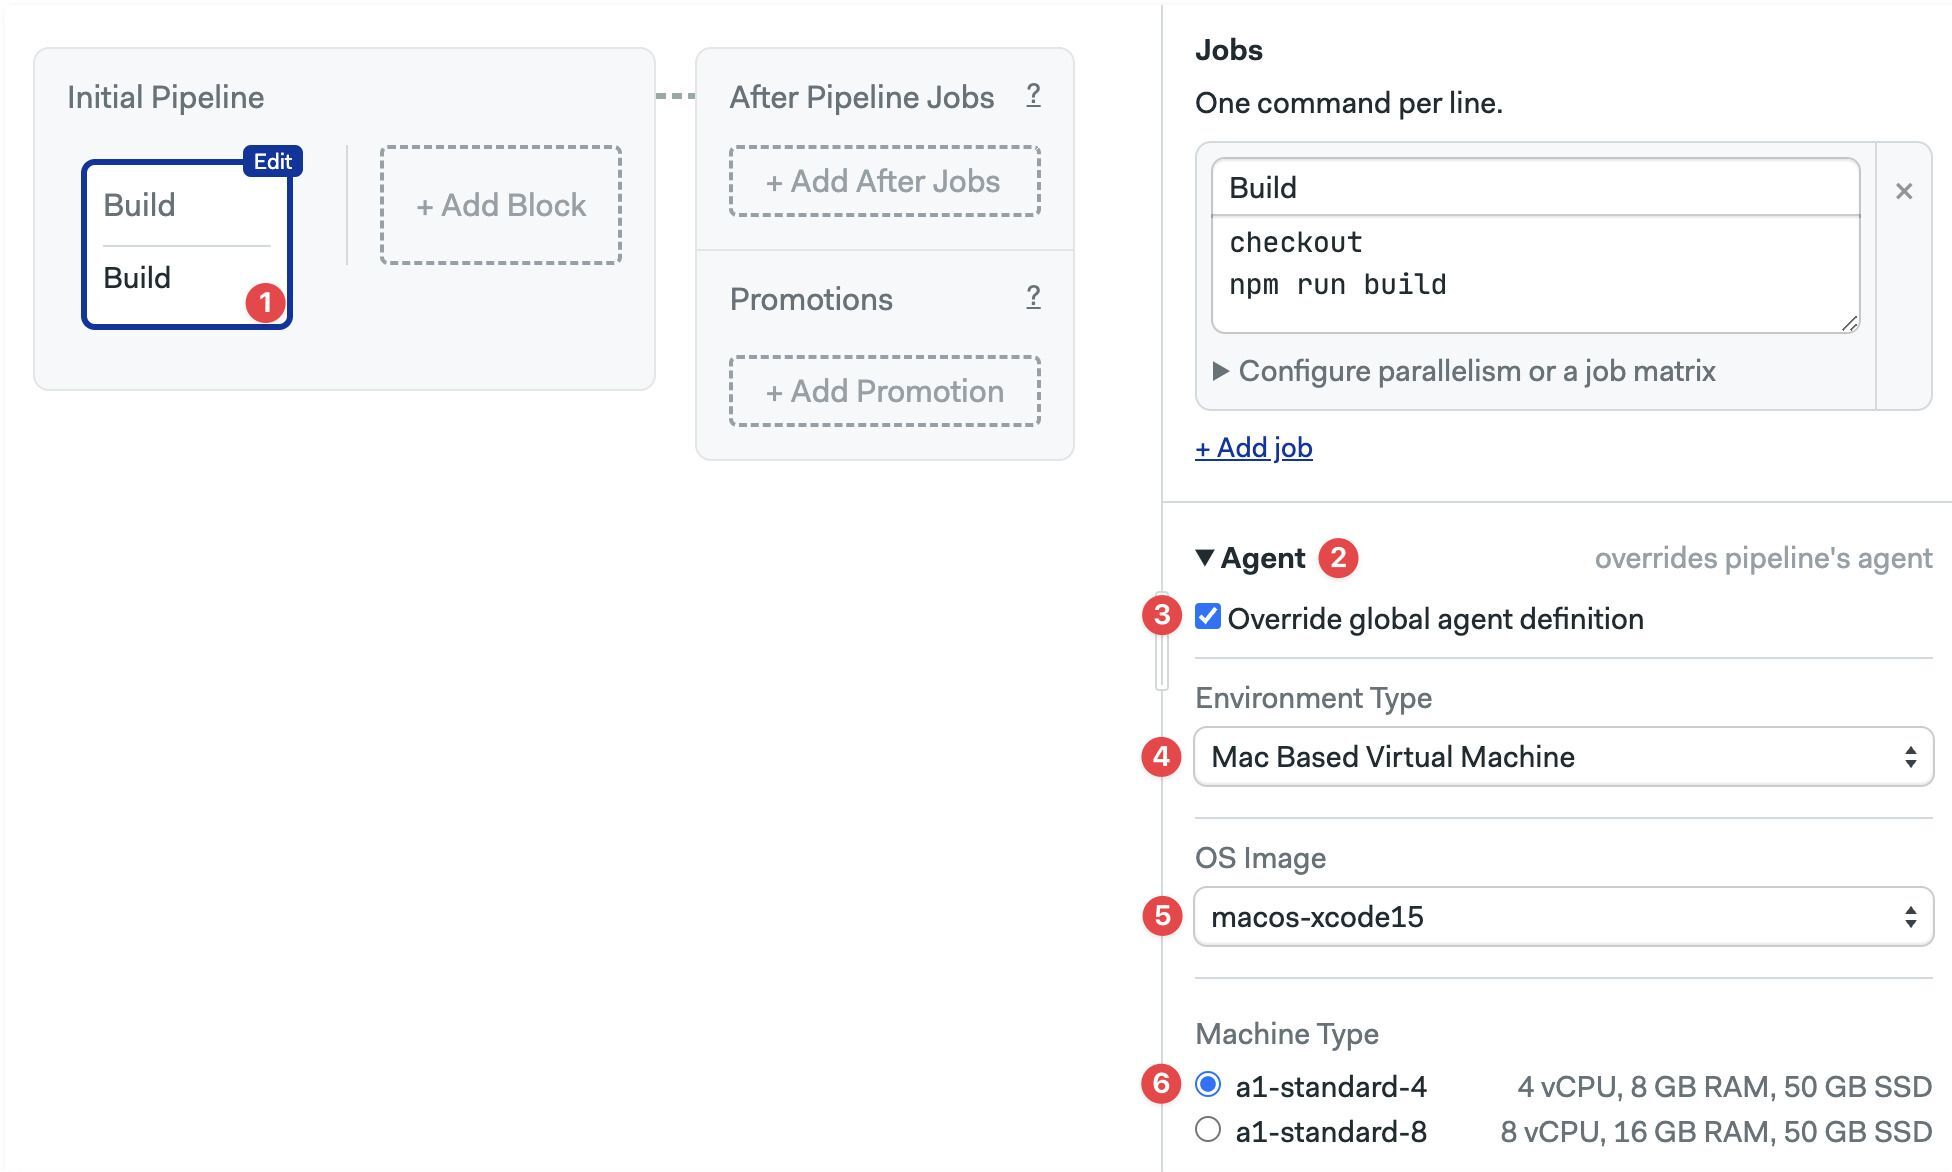 Initial Pipeline
Edit
Build
Build
1
+ Add Block
After Pipeline Jobs ?
+ Add After Jobs
Promotions ?
+ Add Promotion
Jobs
One command per line.
Build
×
checkout
npm run build
▶ Configure parallelism or a job matrix
+ Add job
▼ Agent 2 overrides pipeline's agent
3 Override global agent definition
Environment Type
4 Mac Based Virtual Machine
OS Image
5 macos-xcode15
Machine Type
6 a1-standard-4 4 vCPU, 8 GB RAM, 50 GB SSD
a1-standard-8 8 vCPU, 16 GB RAM, 50 GB SSD